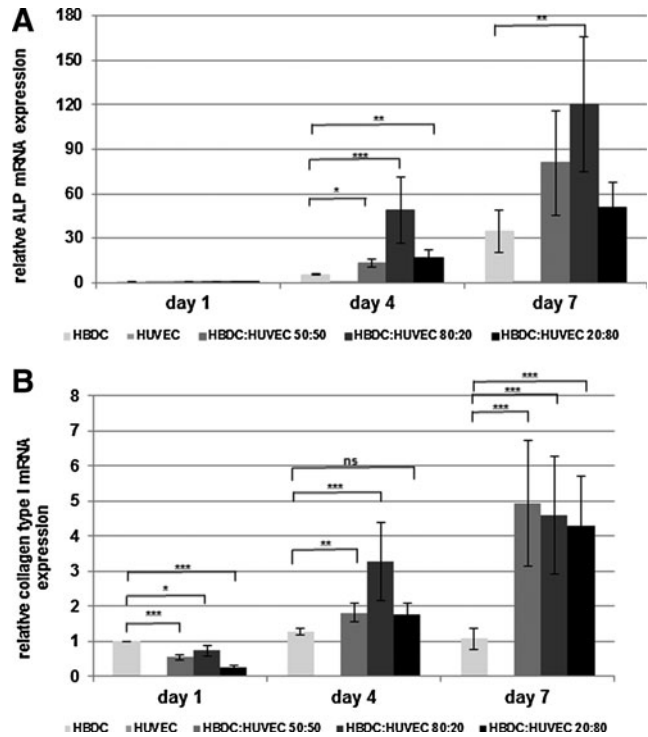 A
relative ALP mRNA expression
180
150
120
90
60
30
0
**
***
*
**
day 1 day 4 day 7
HBDC HUVEC HBDC:HUVEC 50:50 HBDC:HUVEC 80:20 HBDC:HUVEC 20:80
B
relative collagen type I mRNA
expression
8
7
6
5
4
3
2
1
0
***
*
***
ns
***
**
***
***
***
day 1 day 4 day 7
HBDC HUVEC HBDC:HUVEC 50:50 HBDC:HUVEC 80:20 HBDC:HUVEC 20:80